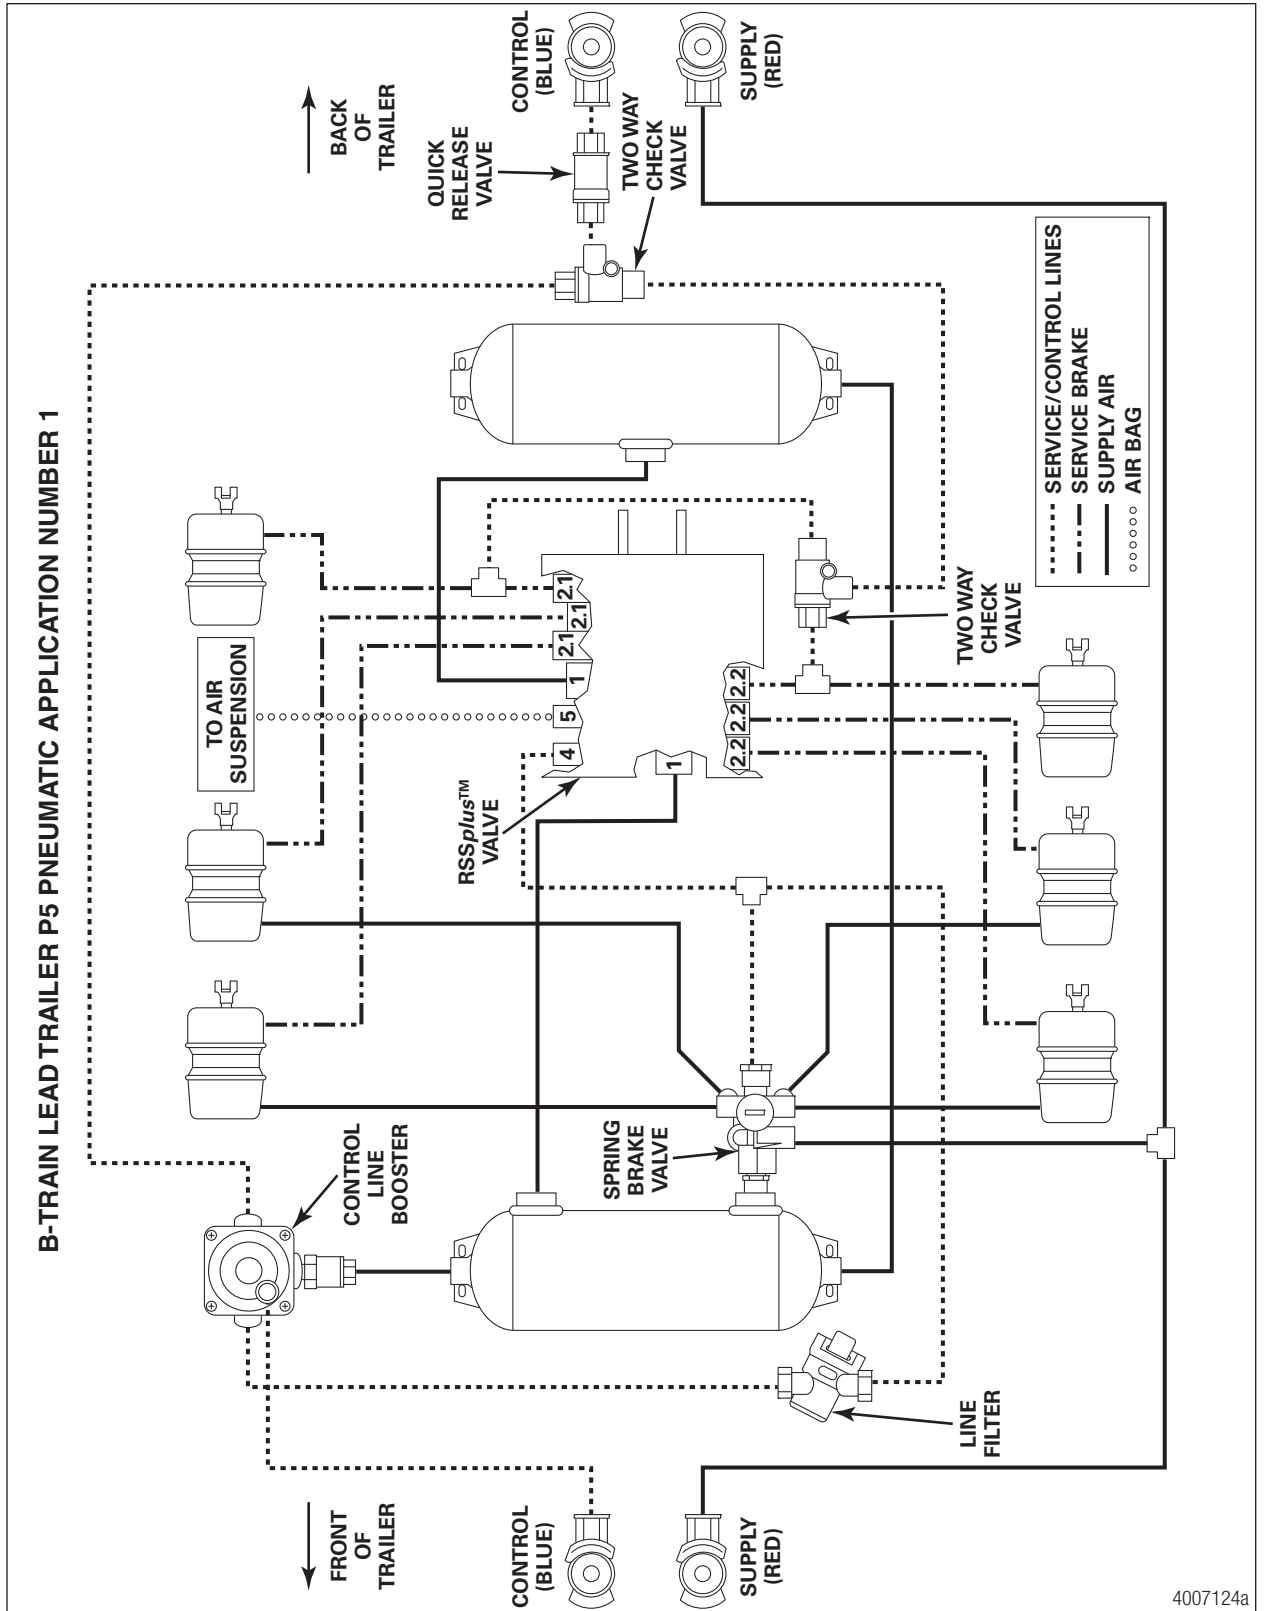 B-TRAIN LEAD TRAILER P5 PNEUMATIC APPLICATION NUMBER 1
FRONT
OF
TRAILER
BACK
OF
TRAILER
CONTROL
LINE
BOOSTER
TO AIR
SUSPENSION
QUICK
RELEASE
VALVE
CONTROL
(BLUE)
TWO WAY
CHECK
VALVE
SUPPLY
(RED)
RSSplus™
VALVE
4
5
1
2.1
2.1
2.1
1
2.2
2.2
2.2
SPRING
BRAKE
VALVE
TWO WAY
CHECK
VALVE
CONTROL
(BLUE)
SUPPLY
(RED)
LINE
FILTER
SERVICE/CONTROL LINES
SERVICE BRAKE
SUPPLY AIR
AIR BAG
4007124a